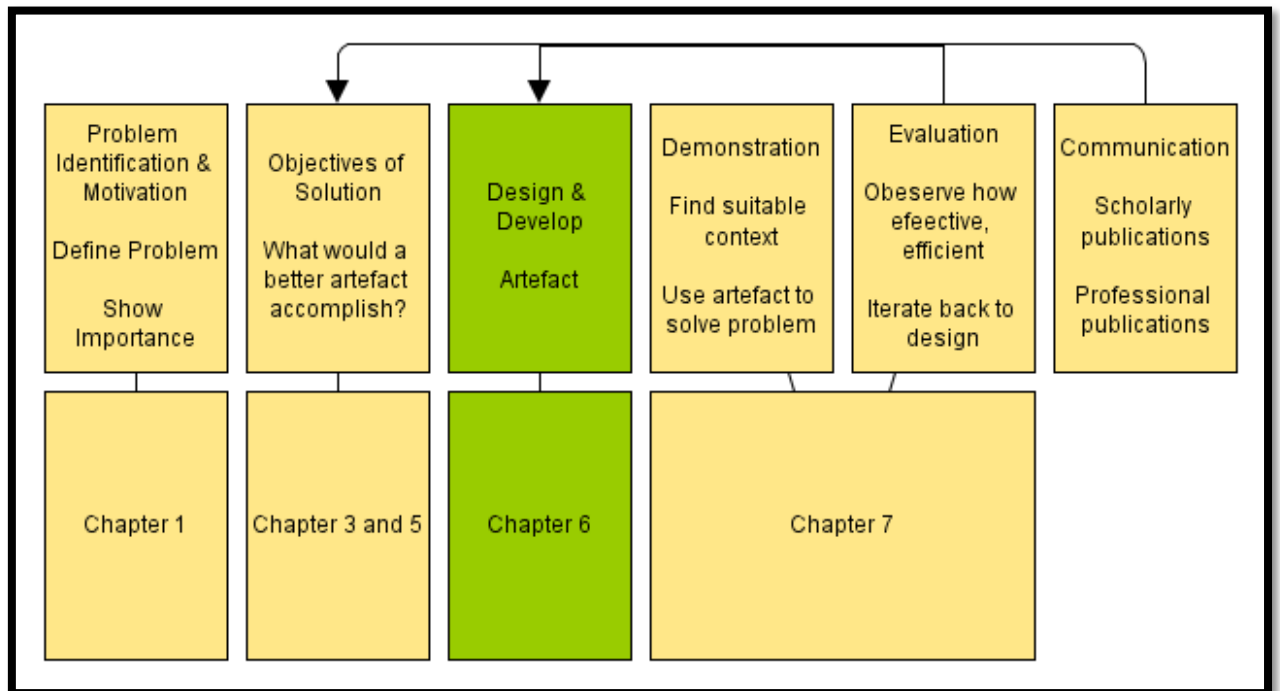 Problem
Identification &
Motivation
Define Problem
Show
Importance
Objectives of
Solution
What would a
better artefact
accomplish?
Design &
Develop
Artefact
Demonstration
Find suitable
context
Use artefact to
solve problem
Evaluation
Obeserve how
efeective,
efficient
Iterate back to
design
Communication
Scholarly
publications
Professional
publications
Chapter 1
Chapter 3 and 5
Chapter 6
Chapter 7